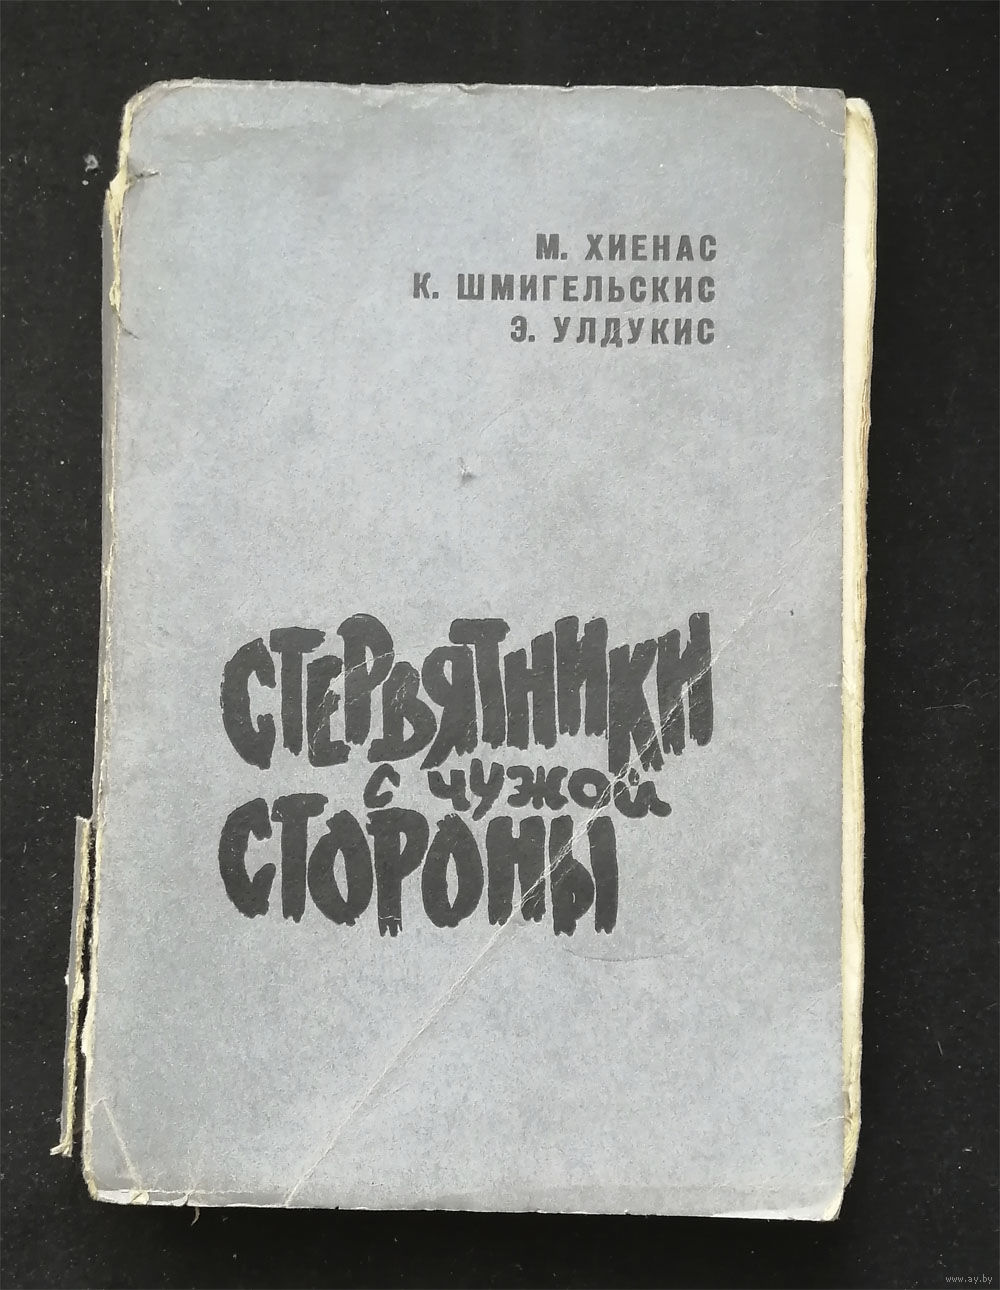 М. ХИЕНАС
К. ШМИГЕЛЬСКИС
Э. УЛДУКИС
СТЕРВЯТНИКИ
с чужой
СТОРОНЫ
www.ay.by